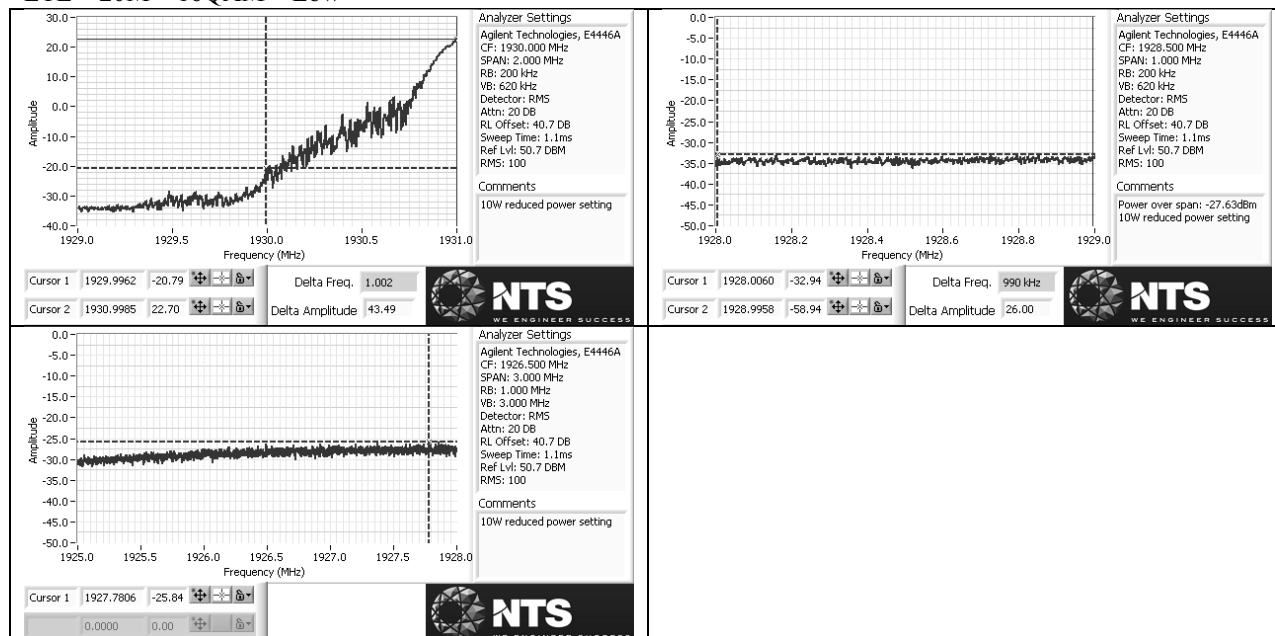 30.0
20.0
10.0
0.0
-10.0
-20.0
-30.0
-40.0
Amplitude
1929.0 1929.5 1930.0 1930.5 1931.0
Frequency (MHz)
Analyzer Settings
Agilent Technologies, E4446A
CF: 1930.000 MHz
SPAN: 2.000 MHz
RB: 200 kHz
VB: 620 kHz
Detector: RMS
Attn: 20 DB
RL Offset: 40.7 DB
Sweep Time: 1.1ms
Ref Lvl: 50.7 DBM
RMS: 100
Comments
10W reduced power setting
Cursor 1 1929.9962 -20.79
Cursor 2 1930.9985 22.70
Delta Freq. 1.002
Delta Amplitude 43.49
NTS
WE ENGINEER SUCCESS
0.0
-5.0
-10.0
-15.0
-20.0
-25.0
-30.0
-35.0
-40.0
-45.0
-50.0
Amplitude
1928.0 1928.2 1928.4 1928.6 1928.8 1929.0
Frequency (MHz)
Analyzer Settings
Agilent Technologies, E4446A
CF: 1928.500 MHz
SPAN: 1.000 MHz
RB: 200 kHz
VB: 620 kHz
Detector: RMS
Attn: 20 DB
RL Offset: 40.7 DB
Sweep Time: 1.1ms
Ref Lvl: 50.7 DBM
RMS: 100
Comments
Power over span: -27.63dBm
10W reduced power setting
Cursor 1 1928.0060 -32.94
Cursor 2 1928.9958 -58.94
Delta Freq. 990 kHz
Delta Amplitude 26.00
NTS
WE ENGINEER SUCCESS
0.0
-5.0
-10.0
-15.0
-20.0
-25.0
-30.0
-35.0
-40.0
-45.0
-50.0
Amplitude
1925.0 1925.5 1926.0 1926.5 1927.0 1927.5 1928.0
Frequency (MHz)
Analyzer Settings
Agilent Technologies, E4446A
CF: 1926.500 MHz
SPAN: 3.000 MHz
RB: 1.000 MHz
VB: 3.000 MHz
Detector: RMS
Attn: 20 DB
RL Offset: 40.7 DB
Sweep Time: 1.1ms
Ref Lvl: 50.7 DBM
RMS: 100
Comments
10W reduced power setting
Cursor 1 1927.7806 -25.84
0.0000 0.00
NTS